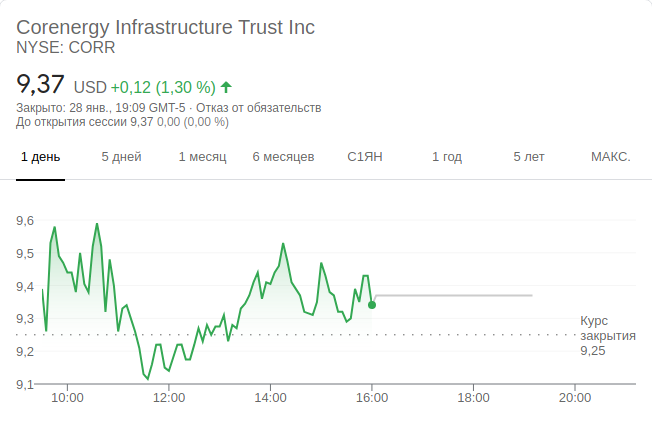 Corenergy Infrastructure Trust Inc
NYSE: CORR
9,37 USD +0,12 (1,30 %)
Закрыто: 28 янв., 19:09 GMT-5 · Отказ от обязательств
До открытия сессии 9,37 0,00 (0,00 %)
1 день 5 дней 1 месяц 6 месяцев С1ЯН 1 год 5 лет МАКС.
9,6
9,5
9,4
9,3
9,2
9,1
Курс
закрытия
9,25
10:00 12:00 14:00 16:00 18:00 20:00